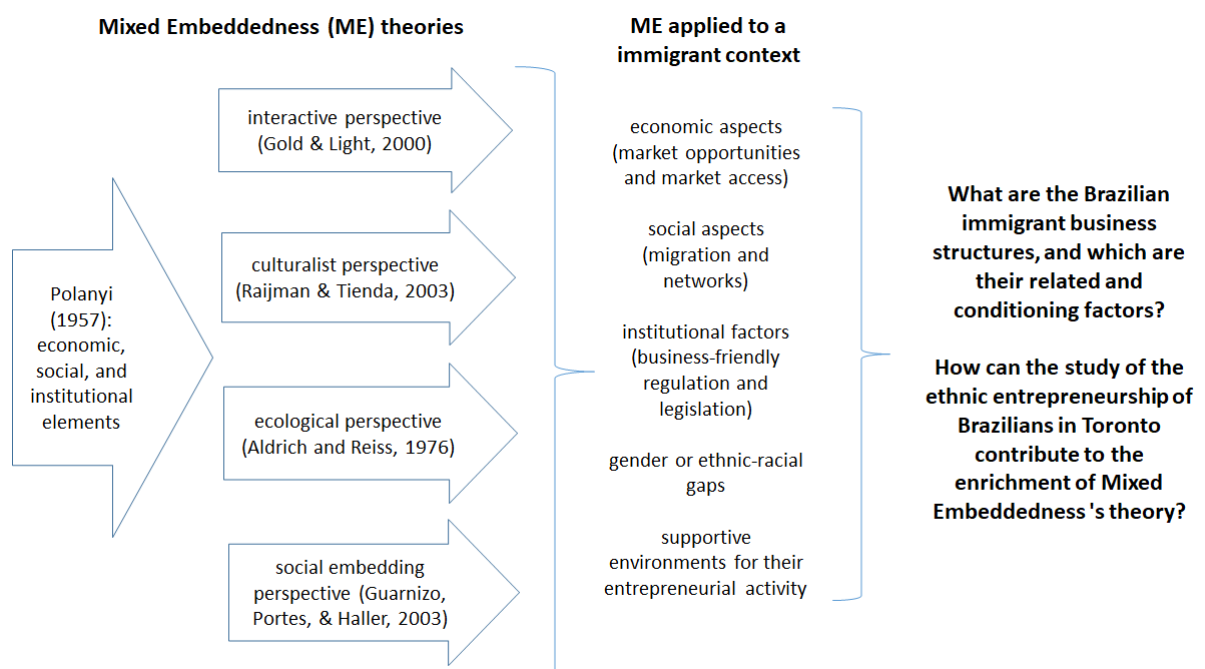 Mixed Embeddedness (ME) theories
ME applied to a
immigrant context
Polanyi
(1957):
economic,
social, and
institutional
elements
interactive perspective
(Gold & Light, 2000)
culturalist perspective
(Raijman & Tienda, 2003)
ecological perspective
(Aldrich and Reiss, 1976)
social embedding
perspective (Guarnizo,
Portes, & Haller, 2003)
economic aspects
(market opportunities
and market access)
social aspects
(migration and
networks)
institutional factors
(business-friendly
regulation and
legislation)
gender or ethnic-racial
gaps
supportive
environments for their
entrepreneurial activity
What are the Brazilian
immigrant business
structures, and which are
their related and
conditioning factors?
How can the study of the
ethnic entrepreneurship of
Brazilians in Toronto
contribute to the
enrichment of Mixed
Embeddedness 's theory?